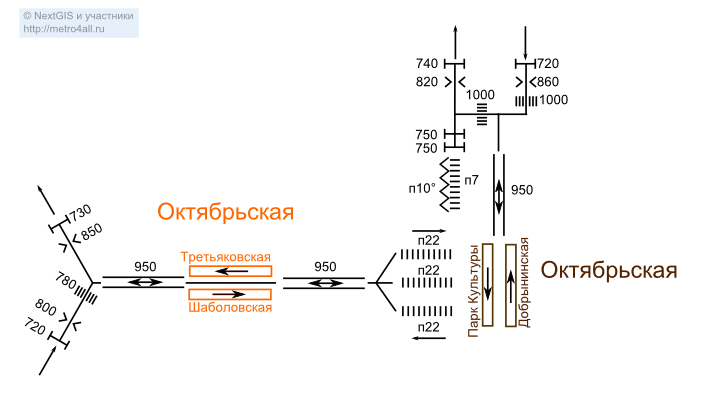 © NextGIS и участники
http://metro4all.ru
740
720
820
860
1000
1000
750
750
п10°
п7
950
730
850
Октябрьская
п22
Третьяковская
950
950
780
п22
Парк Культуры
Добрынинская
Октябрьская
800
Шаболовская
720
п22